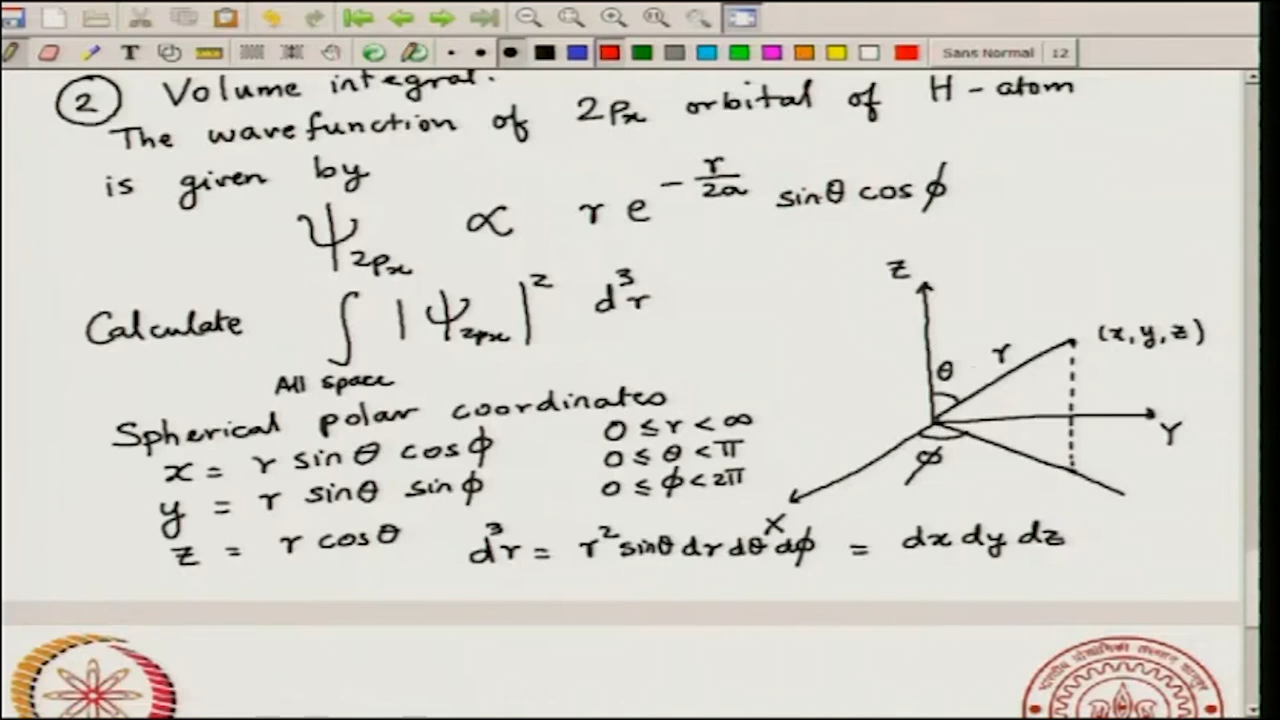 T Sans Normal 12
② Volume integral.
The wavefunction of 2Px orbital of H-atom
is given by
Ψ2Px ∝ r e^(-r/2a) sinθ cosϕ
Calculate ∫ |Ψ2px|² d³r
All space
Z
(x, y, z)
r
θ
Y
ϕ
X
Spherical polar coordinates
x = r sinθ cosϕ 0 ≤ r < ∞
y = r sinθ sinϕ 0 ≤ θ < π
z = r cosθ 0 ≤ ϕ < 2π
d³r = r² sinθ dr dθ dϕ = dx dy dz